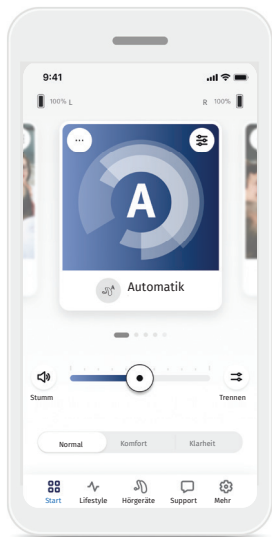 9:41
100% L R 100%
A
A
Automatik
Stumm
Trennen
Normal Komfort Klarheit
Start Lifestyle Hörgeräte Support Mehr